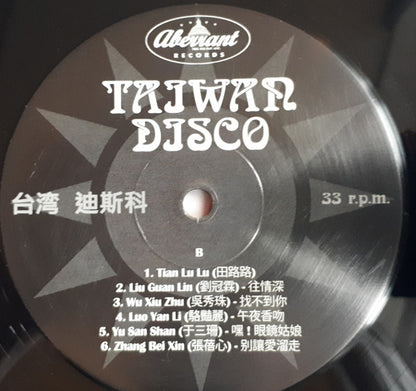 Aberrant
RECORDS
TAIWAN
DISCO
台湾 迪斯科
33 r.p.m.
B
1. Tian Lu Lu (田路路)
2. Liu Guan Lin (劉冠霖) - 往情深
3. Wu Xiu Zhu (吳秀珠) - 找不到你
4. Luo Yan Li (駱豔麗) - 午夜香吻
5. Yu San Shan (于三珊) - 嘿！眼鏡姑娘
6. Zhang Bei Xin (張蓓心) - 别讓愛溜走